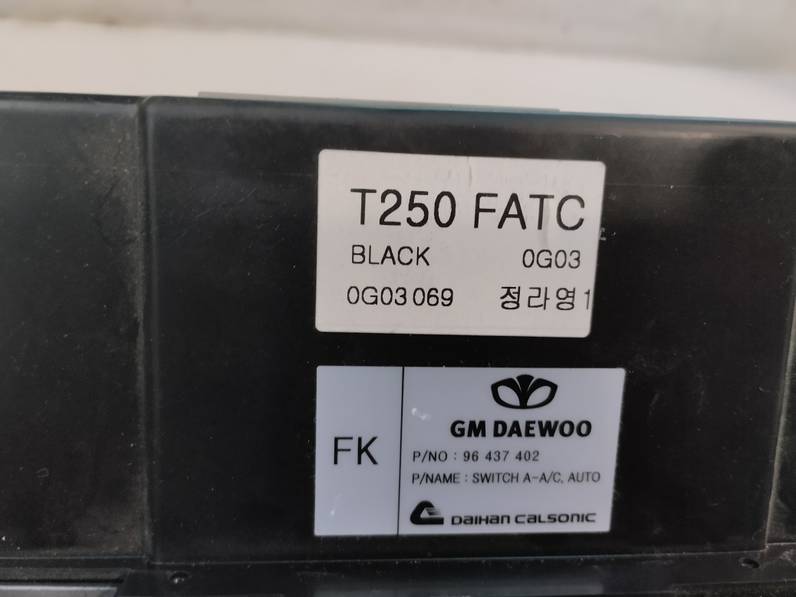 T250 FATC
BLACK 0G03
0G03 069 정라영1
FK
GM DAEWOO
P/NO : 96 437 402
P/NAME : SWITCH A-A/C, AUTO
DAIHAN CALSONIC